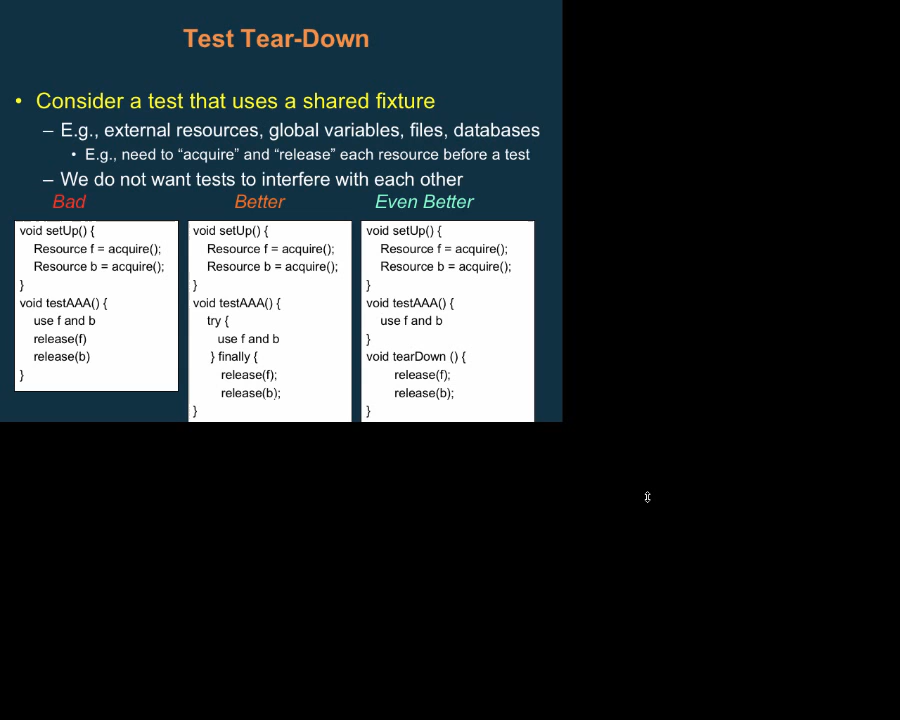 Test Tear-Down
• Consider a test that uses a shared fixture
– E.g., external resources, global variables, files, databases
• E.g., need to “acquire” and “release” each resource before a test
– We do not want tests to interfere with each other
Bad
void setUp() {
Resource f = acquire();
Resource b = acquire();
}
void testAAA() {
use f and b
release(f)
release(b)
}
Better
void setUp() {
Resource f = acquire();
Resource b = acquire();
}
void testAAA() {
try {
use f and b
} finally {
release(f);
release(b);
}
Even Better
void setUp() {
Resource f = acquire();
Resource b = acquire();
}
void testAAA() {
use f and b
}
void tearDown () {
release(f);
release(b);
}